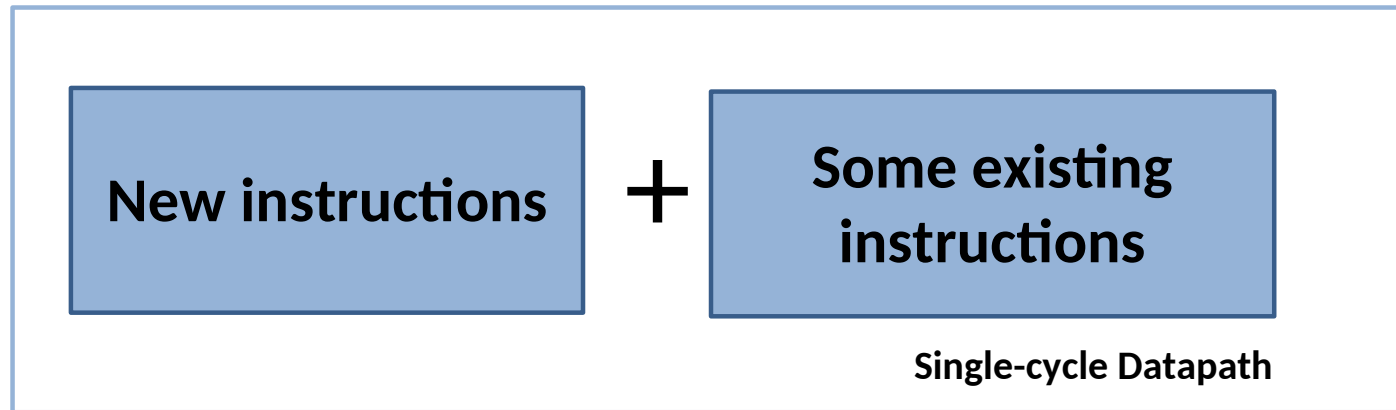 New instructions
+
Some existing
instructions
Single-cycle Datapath